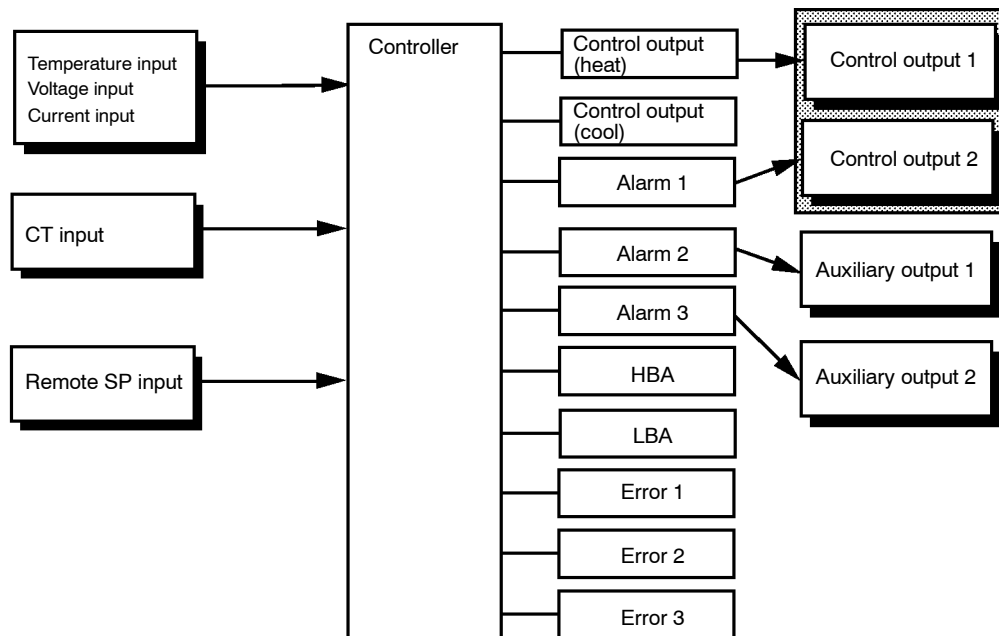 Temperature input
Voltage input
Current input
CT input
Remote SP input
Controller
Control output
(heat)
Control output
(cool)
Alarm 1
Alarm 2
Alarm 3
HBA
LBA
Error 1
Error 2
Error 3
Control output 1
Control output 2
Auxiliary output 1
Auxiliary output 2